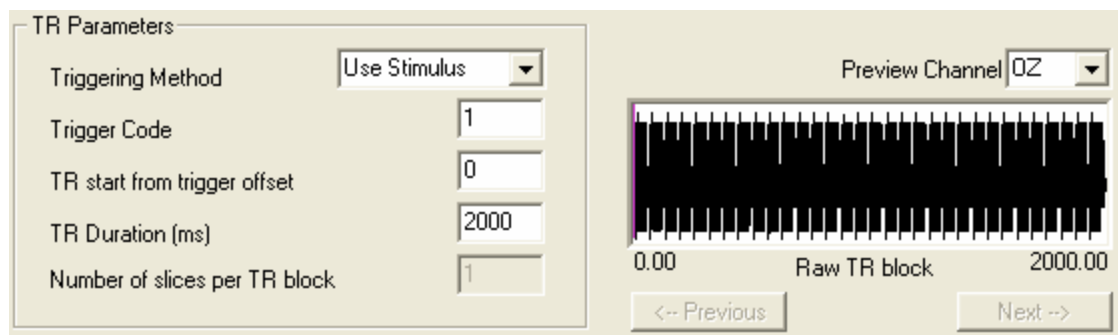 TR Parameters
Triggering Method Use Stimulus
Trigger Code 1
TR start from trigger offset 0
TR Duration (ms) 2000
Number of slices per TR block 1
Preview Channel OZ
0.00 Raw TR block 2000.00
<-- Previous Next -->